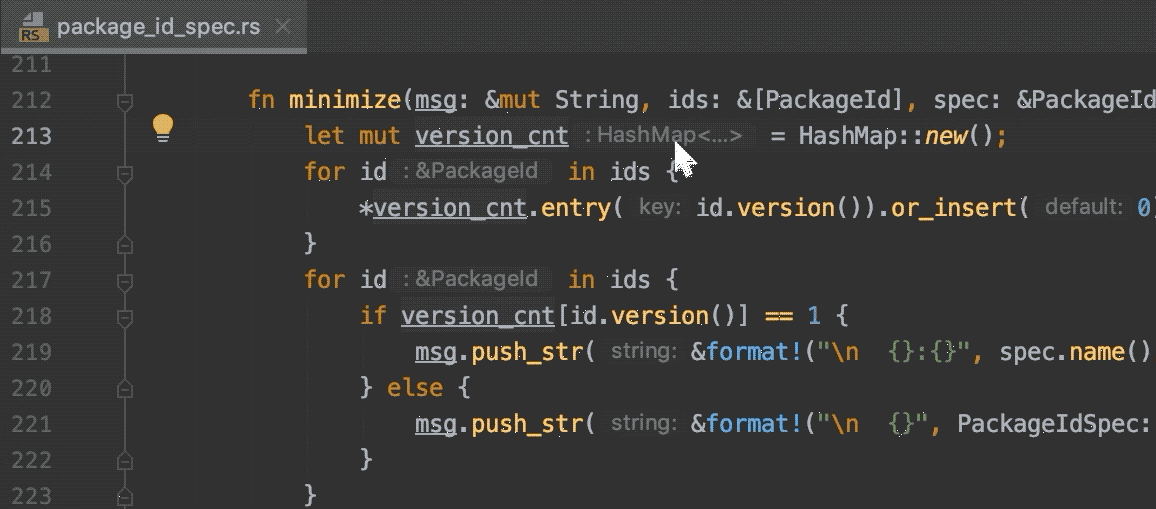 RS package_id_spec.rs
211
212 fn minimize(msg: &mut String, ids: &[PackageId], spec: &PackageId
213 let mut version_cnt : HashMap<...> = HashMap::new();
214 for id : &PackageId in ids {
215 *version_cnt.entry( key: id.version()).or_insert( default: 0)
216 }
217 for id : &PackageId in ids {
218 if version_cnt[id.version()] == 1 {
219 msg.push_str( string: &format!("\n  {}:{}", spec.name()
220 } else {
221 msg.push_str( string: &format!("\n  {}", PackageIdSpec:
222 }
223 }